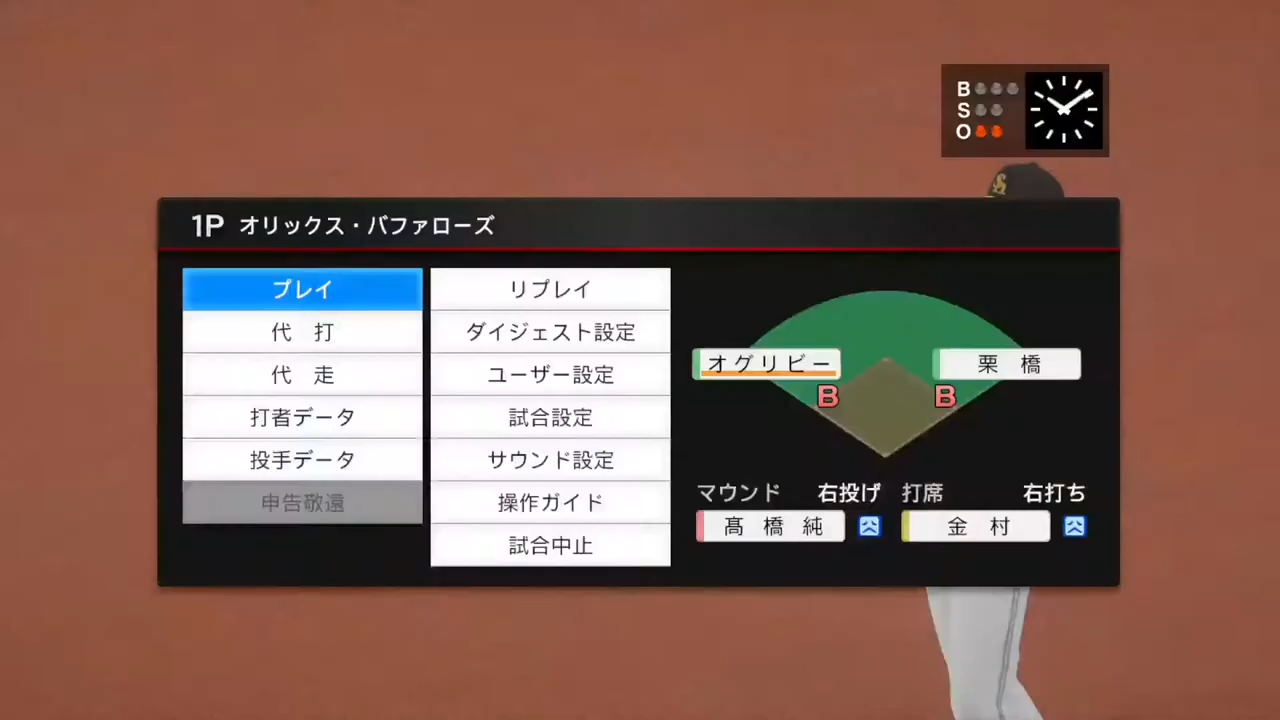 B
S
O
1P オリックス・バファローズ
プレイ
代 打
代 走
打者データ
投手データ
申告敬遠
リプレイ
ダイジェスト設定
ユーザー設定
試合設定
サウンド設定
操作ガイド
試合中止
オグリビー
栗 橋
B
B
マウンド 右投げ
髙 橋 純
打席 右打ち
金 村